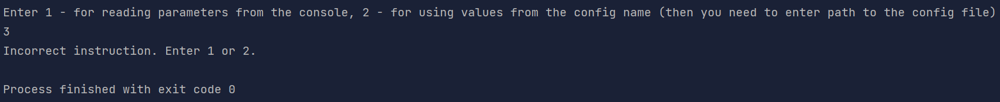 Enter 1 - for reading parameters from the console, 2 - for using values from the config name (then you need to enter path to the config file)
3
Incorrect instruction. Enter 1 or 2.
Process finished with exit code 0